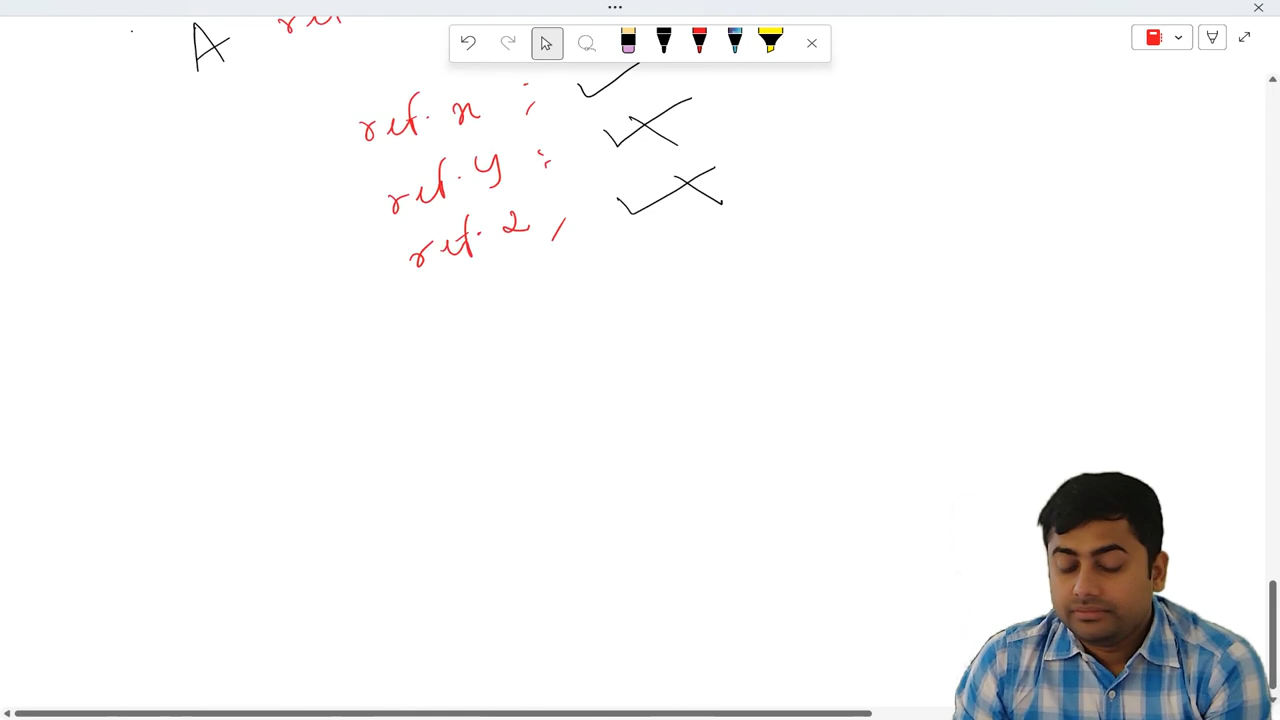 A
ref. x ;
ref. y ;
ref. z ;